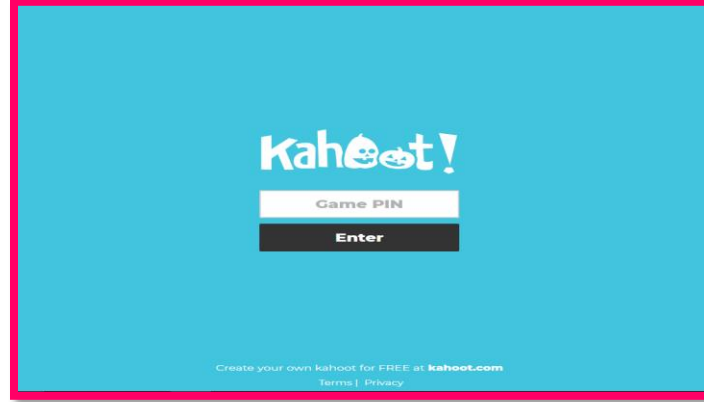 Kahoot!
Game PIN
Enter
Create your own kahoot for FREE at kahoot.com
Terms | Privacy